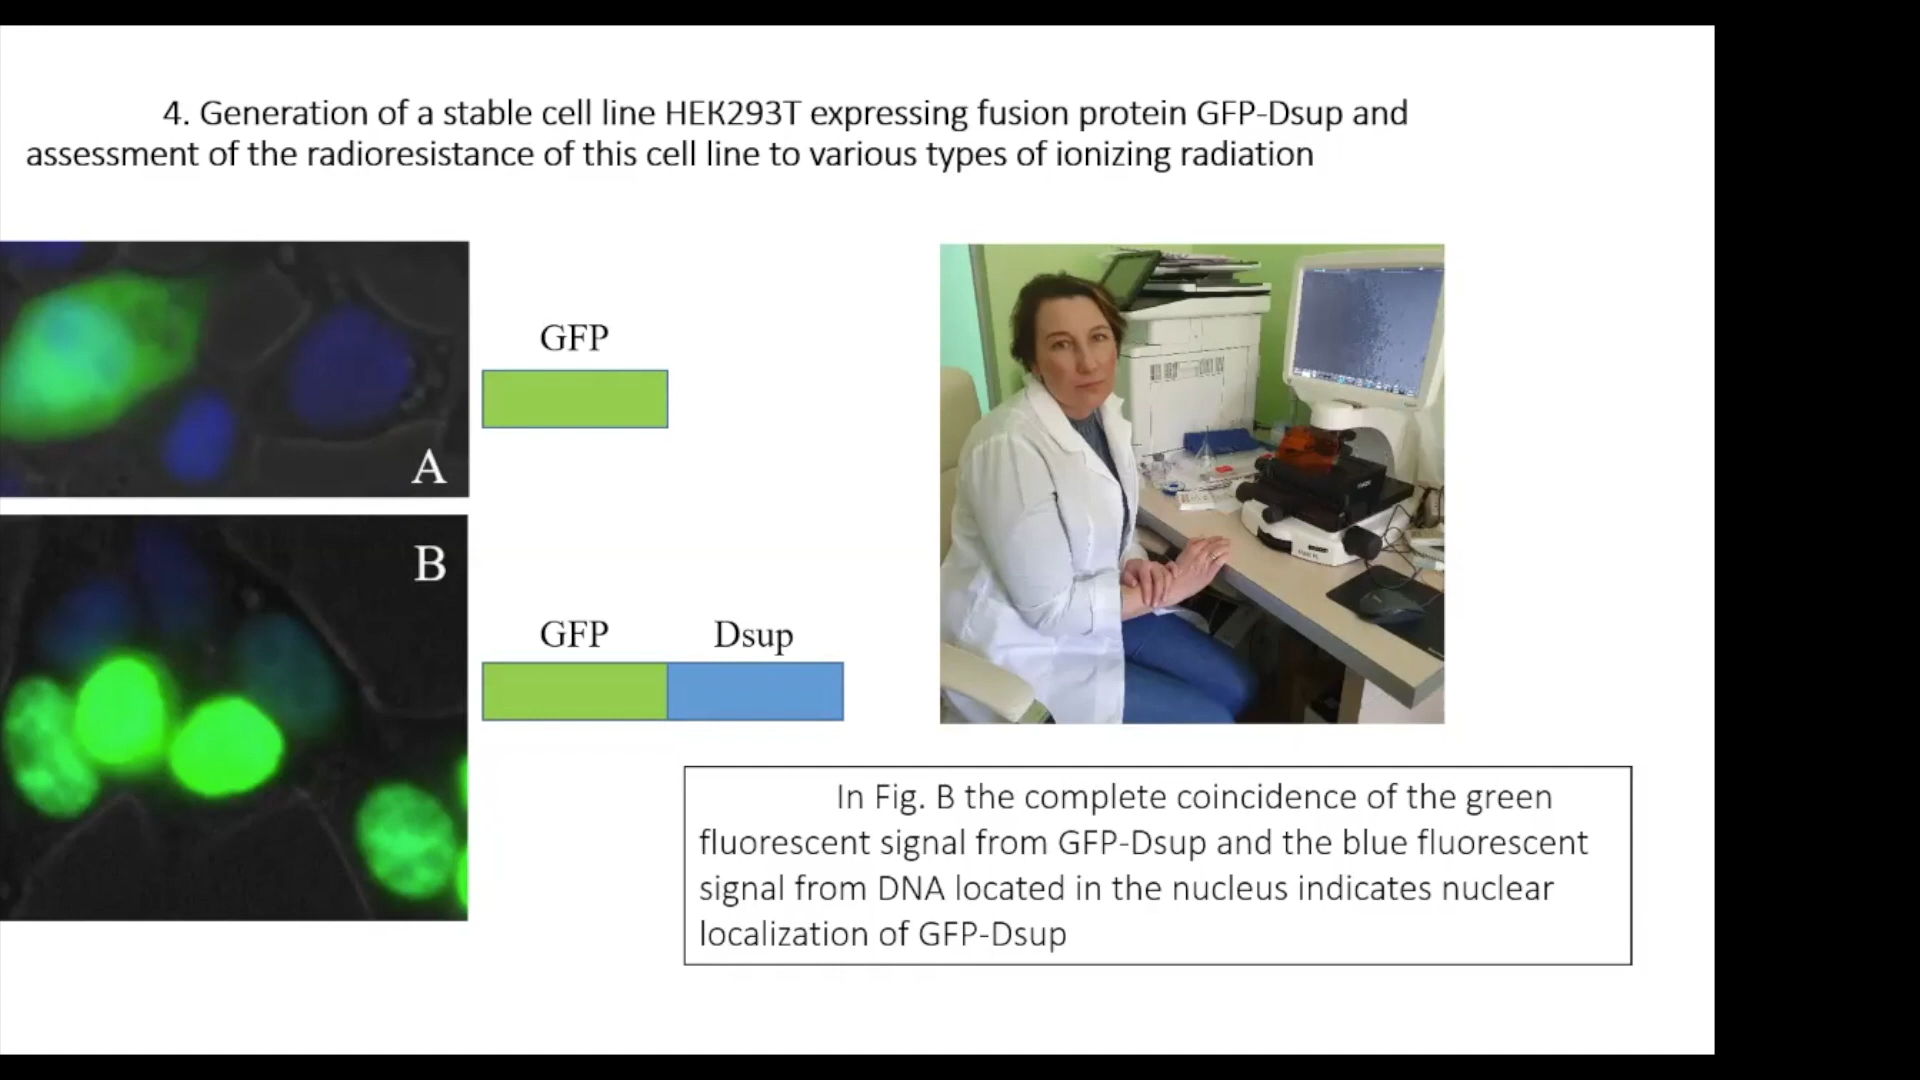 4. Generation of a stable cell line HEK293T expressing fusion protein GFP-Dsup and
assessment of the radioresistance of this cell line to various types of ionizing radiation
A
GFP
B
GFP
Dsup
In Fig. B the complete coincidence of the green
fluorescent signal from GFP-Dsup and the blue fluorescent
signal from DNA located in the nucleus indicates nuclear
localization of GFP-Dsup